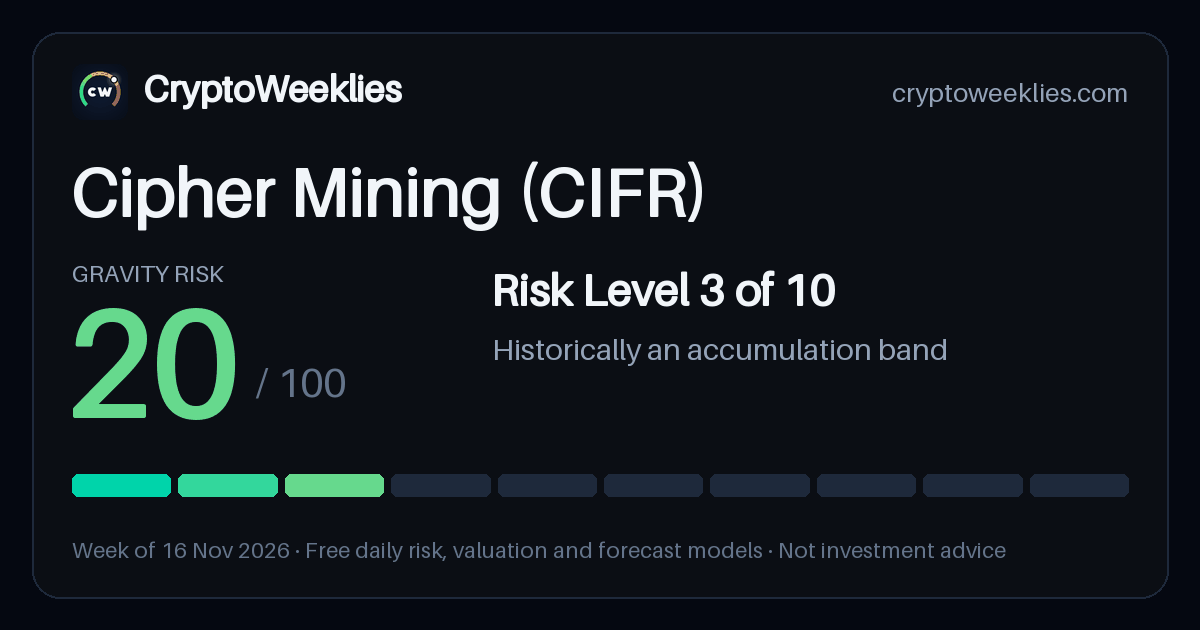 CW
CryptoWeeklies
cryptoweeklies.com
Cipher Mining (CIFR)
GRAVITY RISK
20 / 100
Risk Level 3 of 10
Historically an accumulation band
Week of 16 Nov 2026 · Free daily risk, valuation and forecast models · Not investment advice